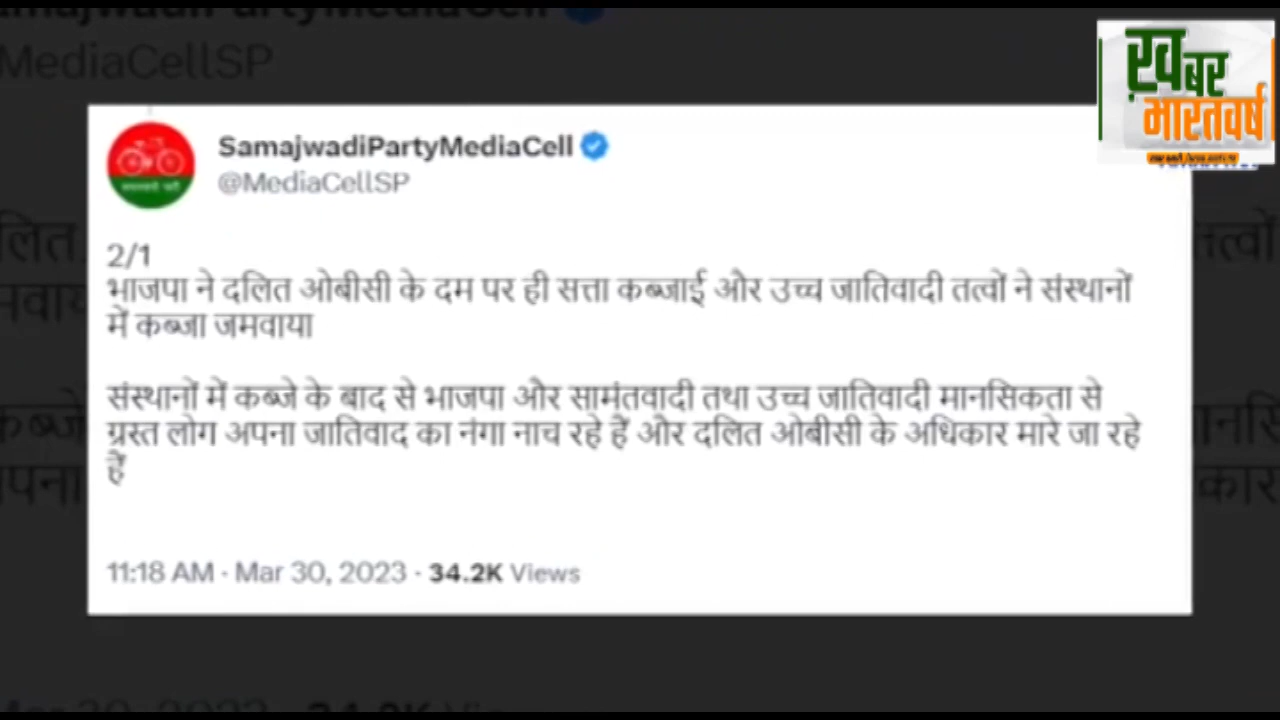 ख़बर
भारतवर्ष
SamajwadiPartyMediaCell
@MediaCellSP
2/1
भाजपा ने दलित ओबीसी के दम पर ही सत्ता कब्जाई और उच्च जातिवादी तत्वों ने संस्थानों
में कब्जा जमवाया
संस्थानों में कब्जे के बाद से भाजपा और सामंतवादी तथा उच्च जातिवादी मानसिकता से
ग्रस्त लोग अपना जातिवाद का नंगा नाच रहे हैं और दलित ओबीसी के अधिकार मारे जा रहे
हैं
11:18 AM · Mar 30, 2023 · 34.2K Views